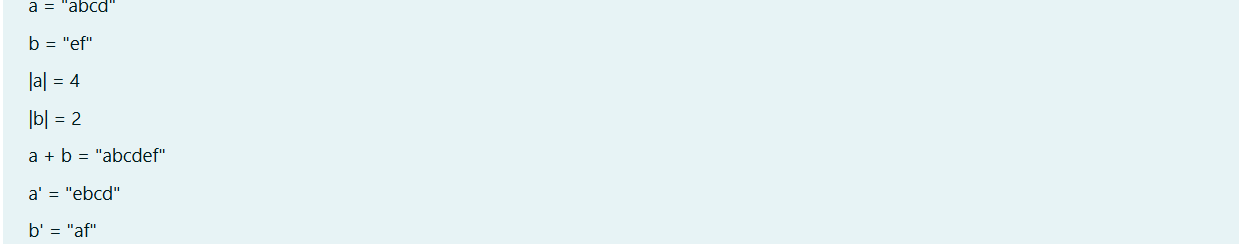 a = "abcd"
b = "ef"
|a| = 4
|b| = 2
a + b = "abcdef"
a' = "ebcd"
b' = "af"